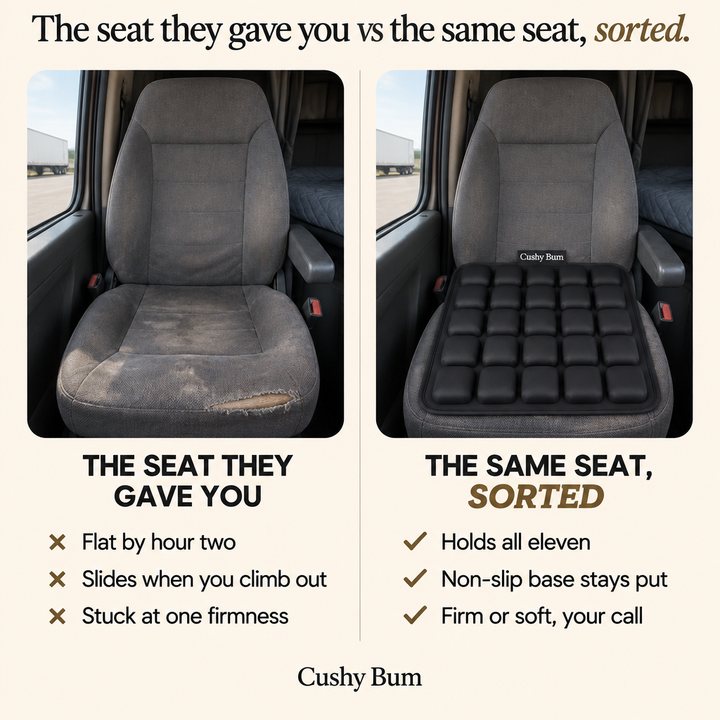 The seat they gave you vs the same seat, sorted.
Cushy Bum
THE SEAT THEY
GAVE YOU
Flat by hour two
Slides when you climb out
Stuck at one firmness
THE SAME SEAT,
SORTED
Holds all eleven
Non-slip base stays put
Firm or soft, your call
Cushy Bum